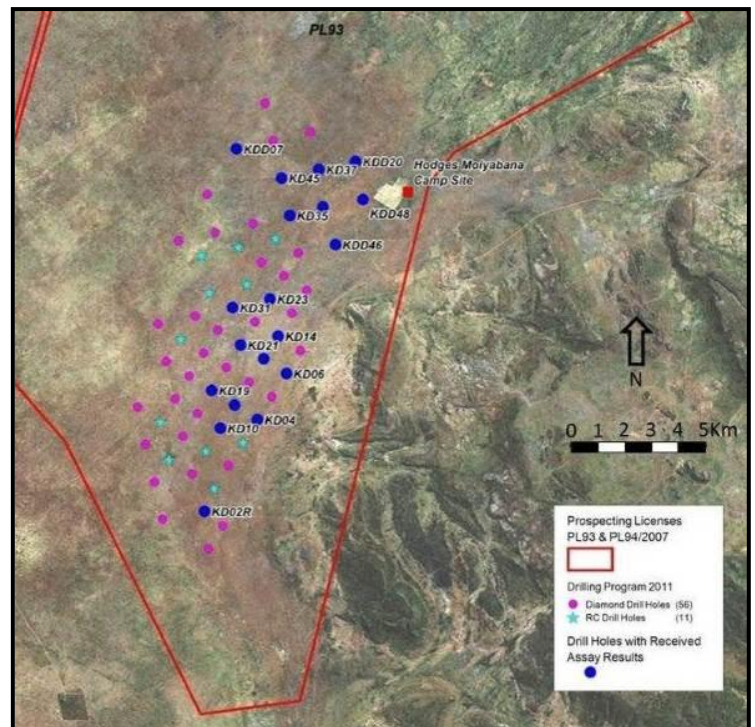 PL93
KDD07
KDD20
KD37
Hodges Moiyabana
Camp Site
KD45
KDD48
KD35
KDD46
KD23
KD31
KD14
KD21
KD06
KD19
KD04
KD10
KD02R
N
0 1 2 3 4 5Km
Prospecting Licenses
PL93 & PL94/2007
Drilling Program 2011
Diamond Drill Holes (56)
RC Drill Holes (11)
Drill Holes with Received
Assay Results